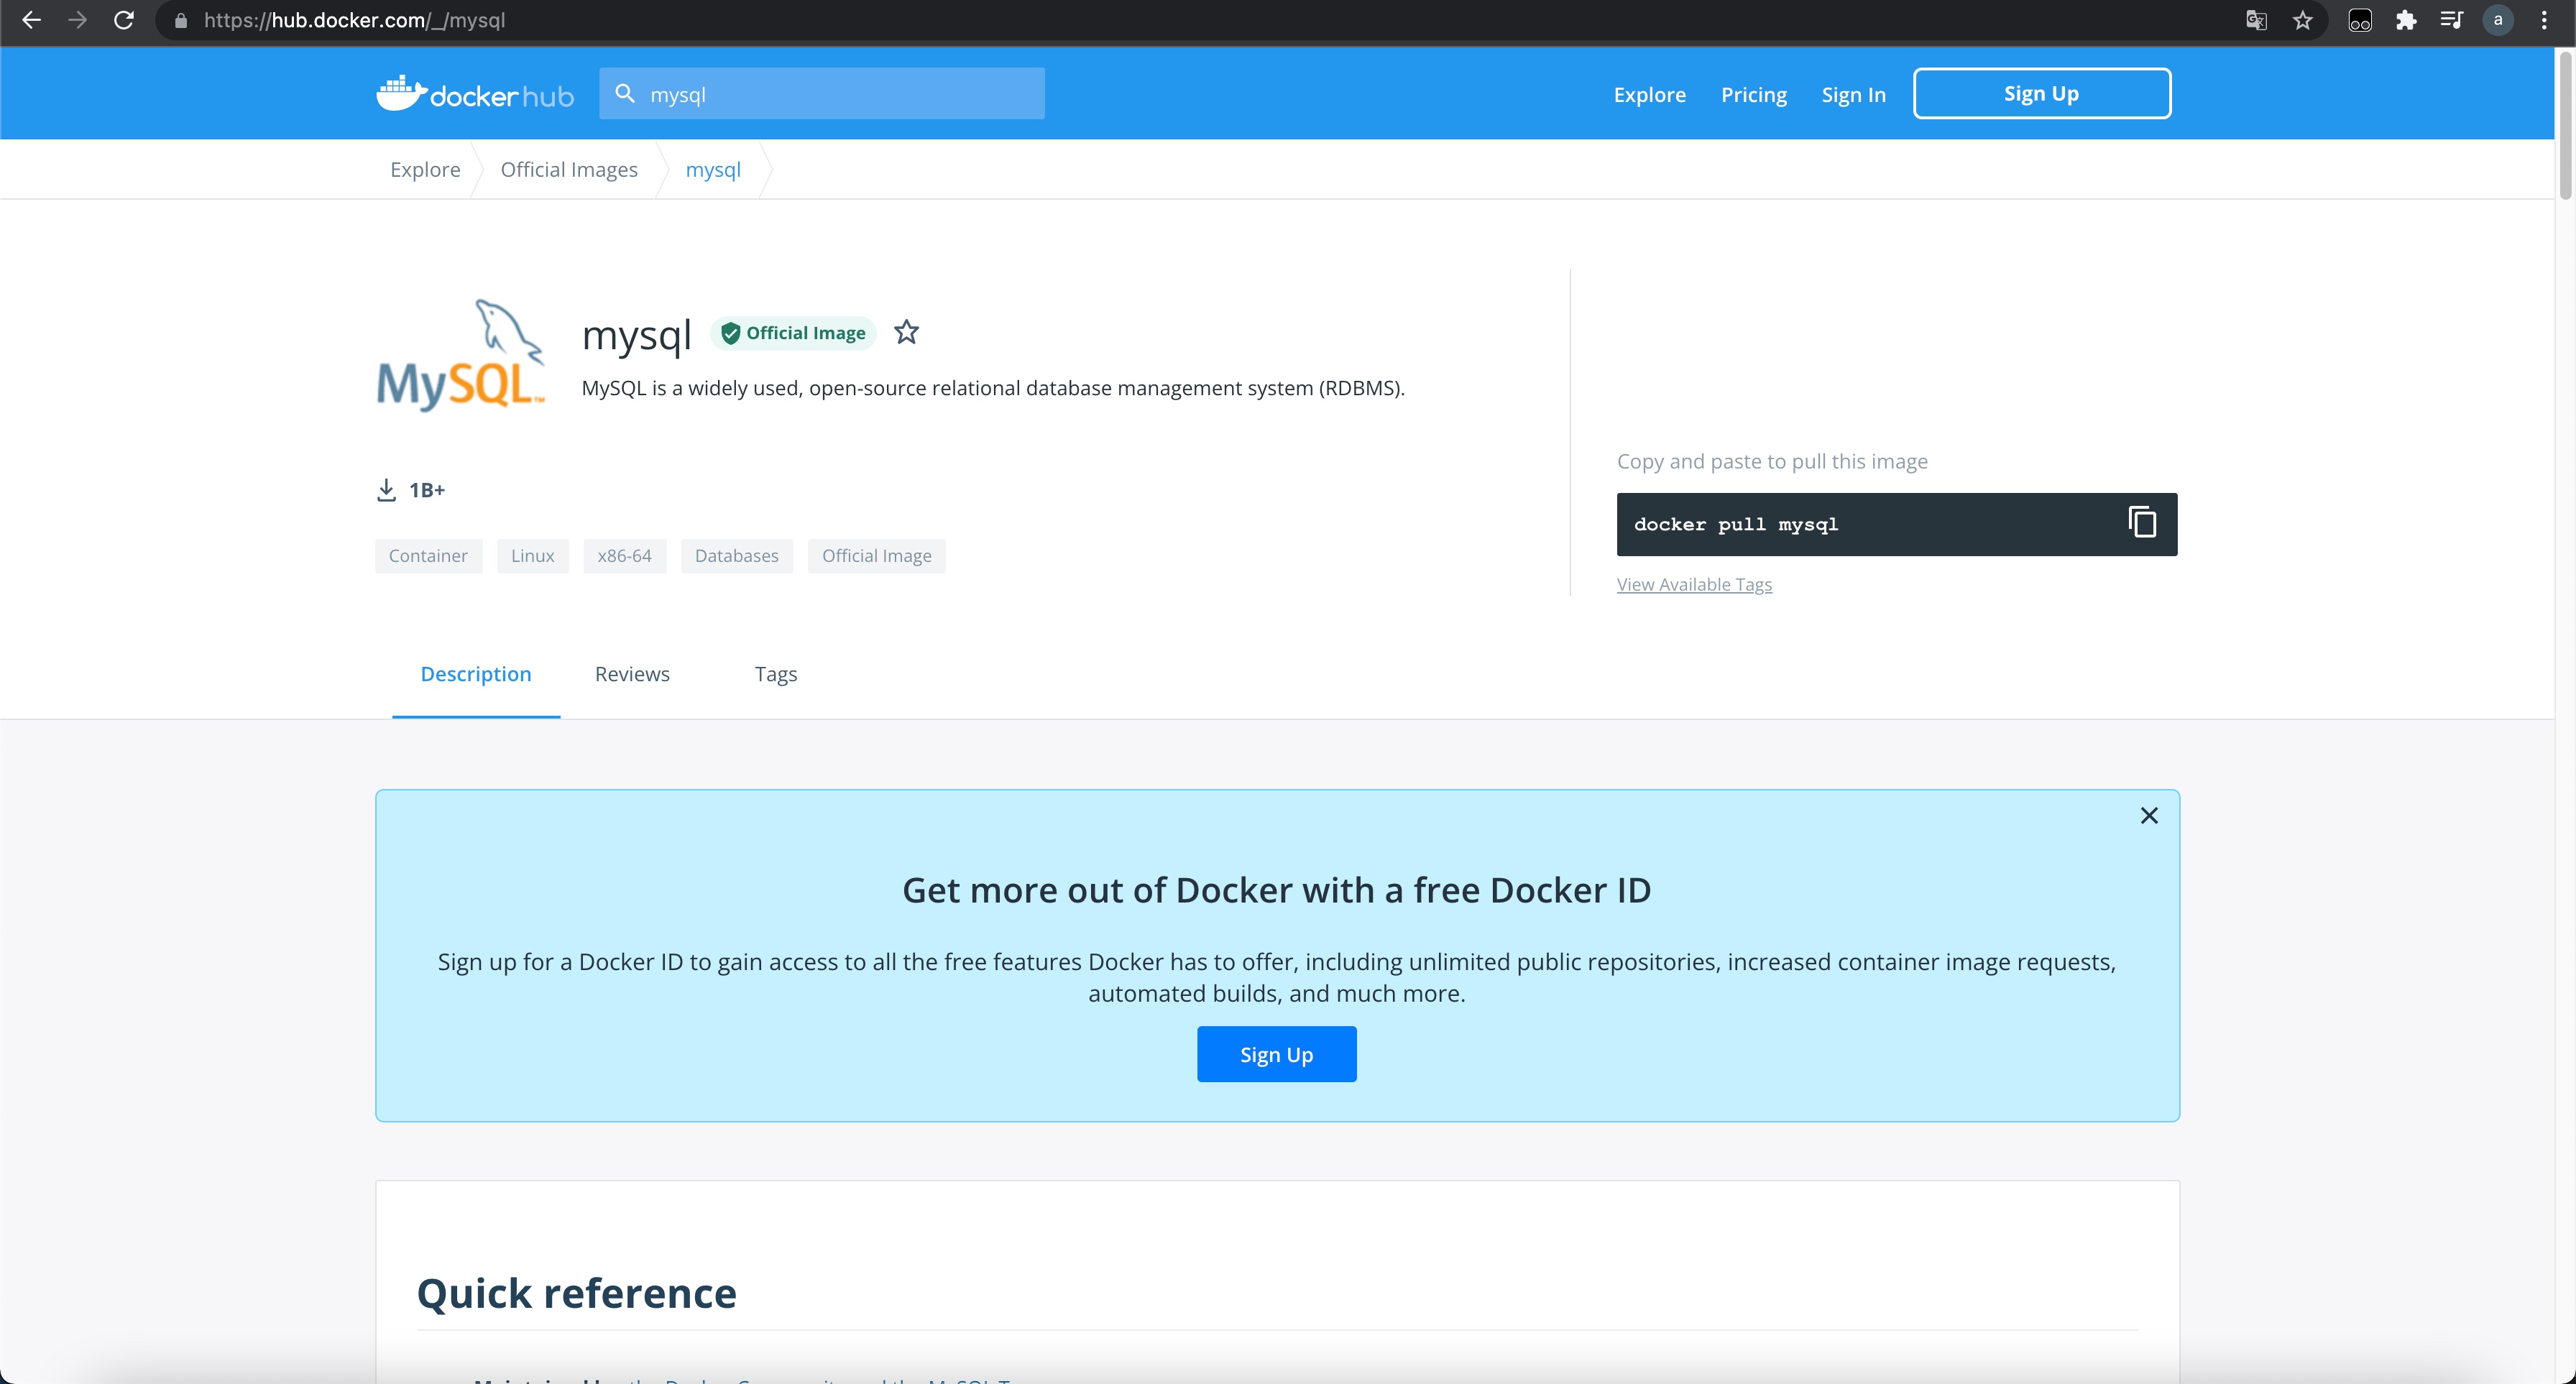 https://hub.docker.com/_/mysql
a
docker hub
mysql
Explore
Pricing
Sign In
Sign Up
Explore
Official Images
mysql
MySQL™
mysql
Official Image
MySQL is a widely used, open-source relational database management system (RDBMS).
Copy and paste to pull this image
1B+
docker pull mysql
Container
Linux
x86-64
Databases
Official Image
View Available Tags
Description
Reviews
Tags
Get more out of Docker with a free Docker ID
Sign up for a Docker ID to gain access to all the free features Docker has to offer, including unlimited public repositories, increased container image requests,
automated builds, and much more.
Sign Up
Quick reference